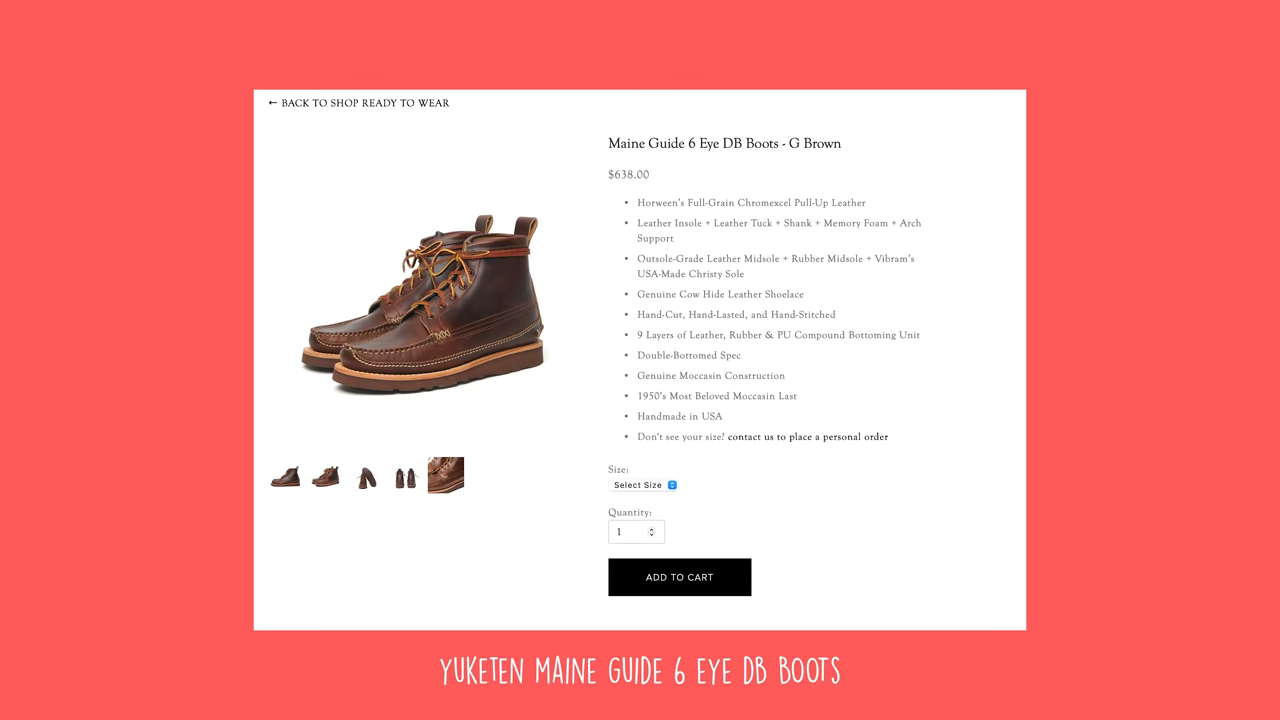 ← BACK TO SHOP READY TO WEAR
Maine Guide 6 Eye DB Boots - G Brown
$638.00
• Horween's Full-Grain Chromexcel Pull-Up Leather
• Leather Insole + Leather Tuck + Shank + Memory Foam + Arch
Support
• Outsole-Grade Leather Midsole + Rubber Midsole + Vibram's
USA-Made Christy Sole
• Genuine Cow Hide Leather Shoelace
• Hand-Cut, Hand-Lasted, and Hand-Stitched
• 9 Layers of Leather, Rubber & PU Compound Bottoming Unit
• Double-Bottomed Spec
• Genuine Moccasin Construction
• 1950's Most Beloved Moccasin Last
• Handmade in USA
• Don't see your size? contact us to place a personal order
Size:
Select Size
Quantity:
1
ADD TO CART
YUKETEN MAINE GUIDE 6 EYE DB BOOTS